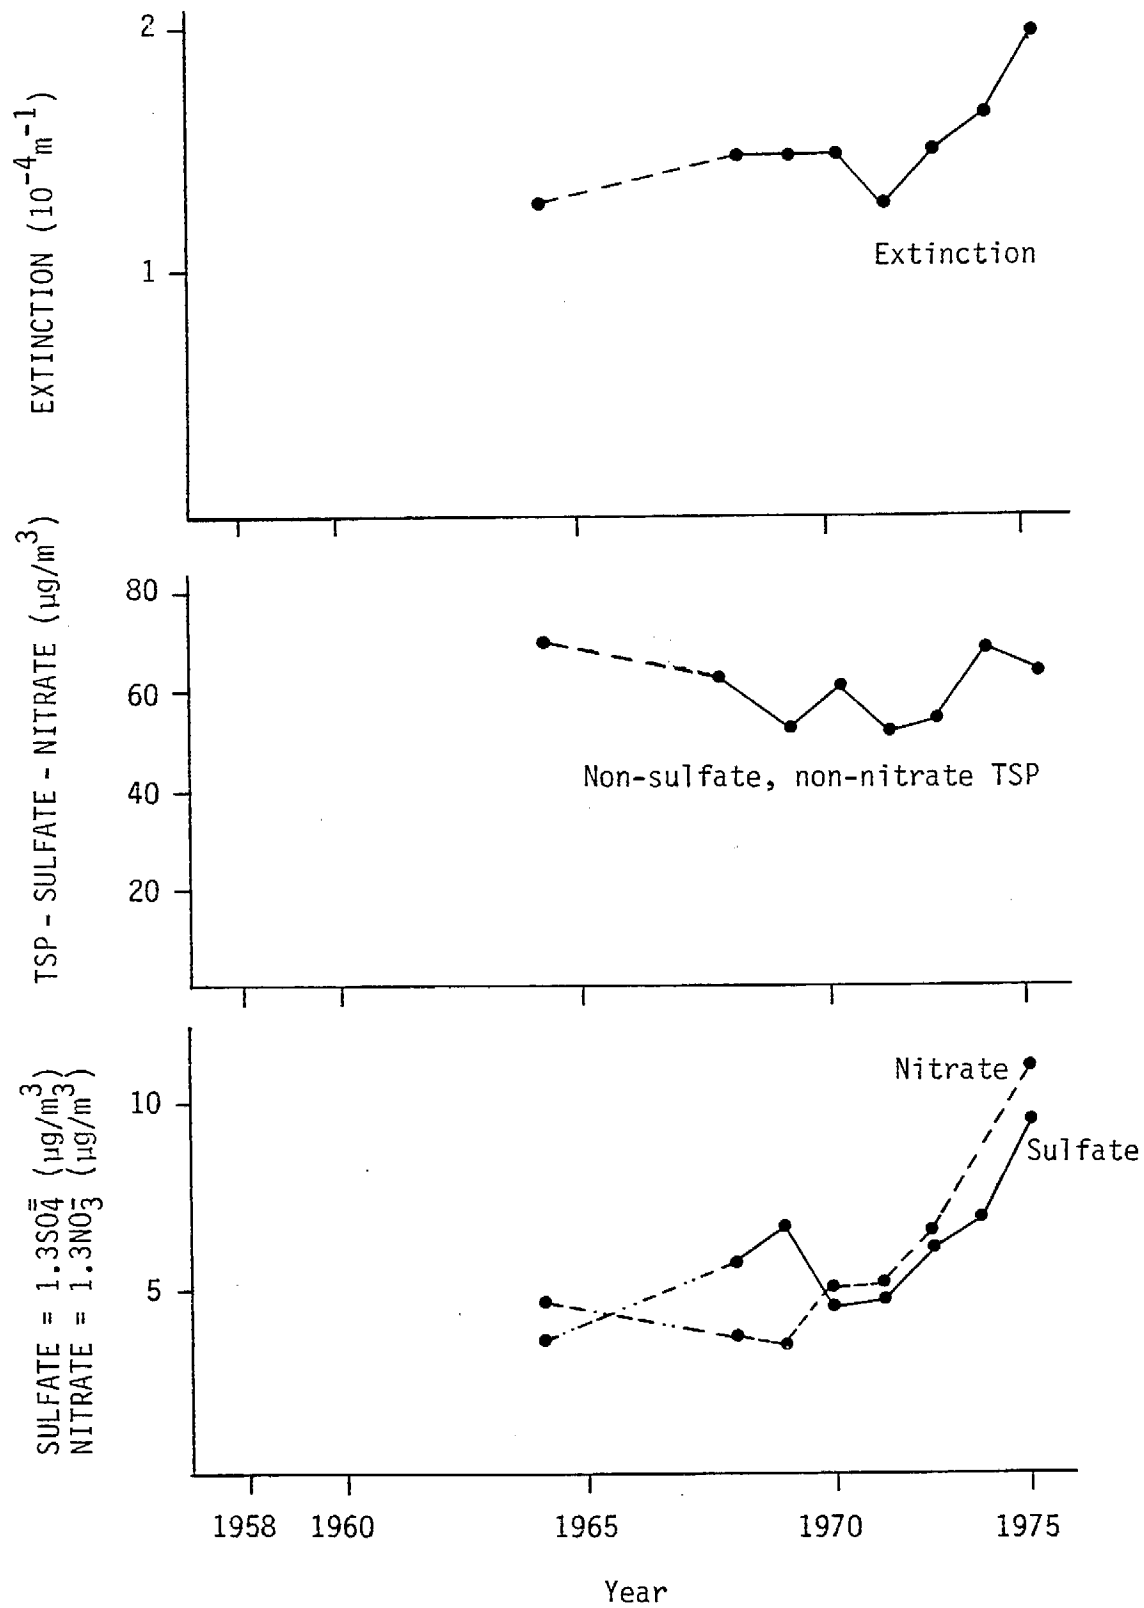 EXTINCTION (10⁻⁴m⁻¹)
2
1
Extinction
TSP - SULFATE - NITRATE (µg/m³)
80
60
40
20
Non-sulfate, non-nitrate TSP
SULFATE = 1.3SO₄⁼ (µg/m³)
NITRATE = 1.3NO₃⁻ (µg/m³)
10
5
Nitrate
Sulfate
1958 1960 1965 1970 1975
Year